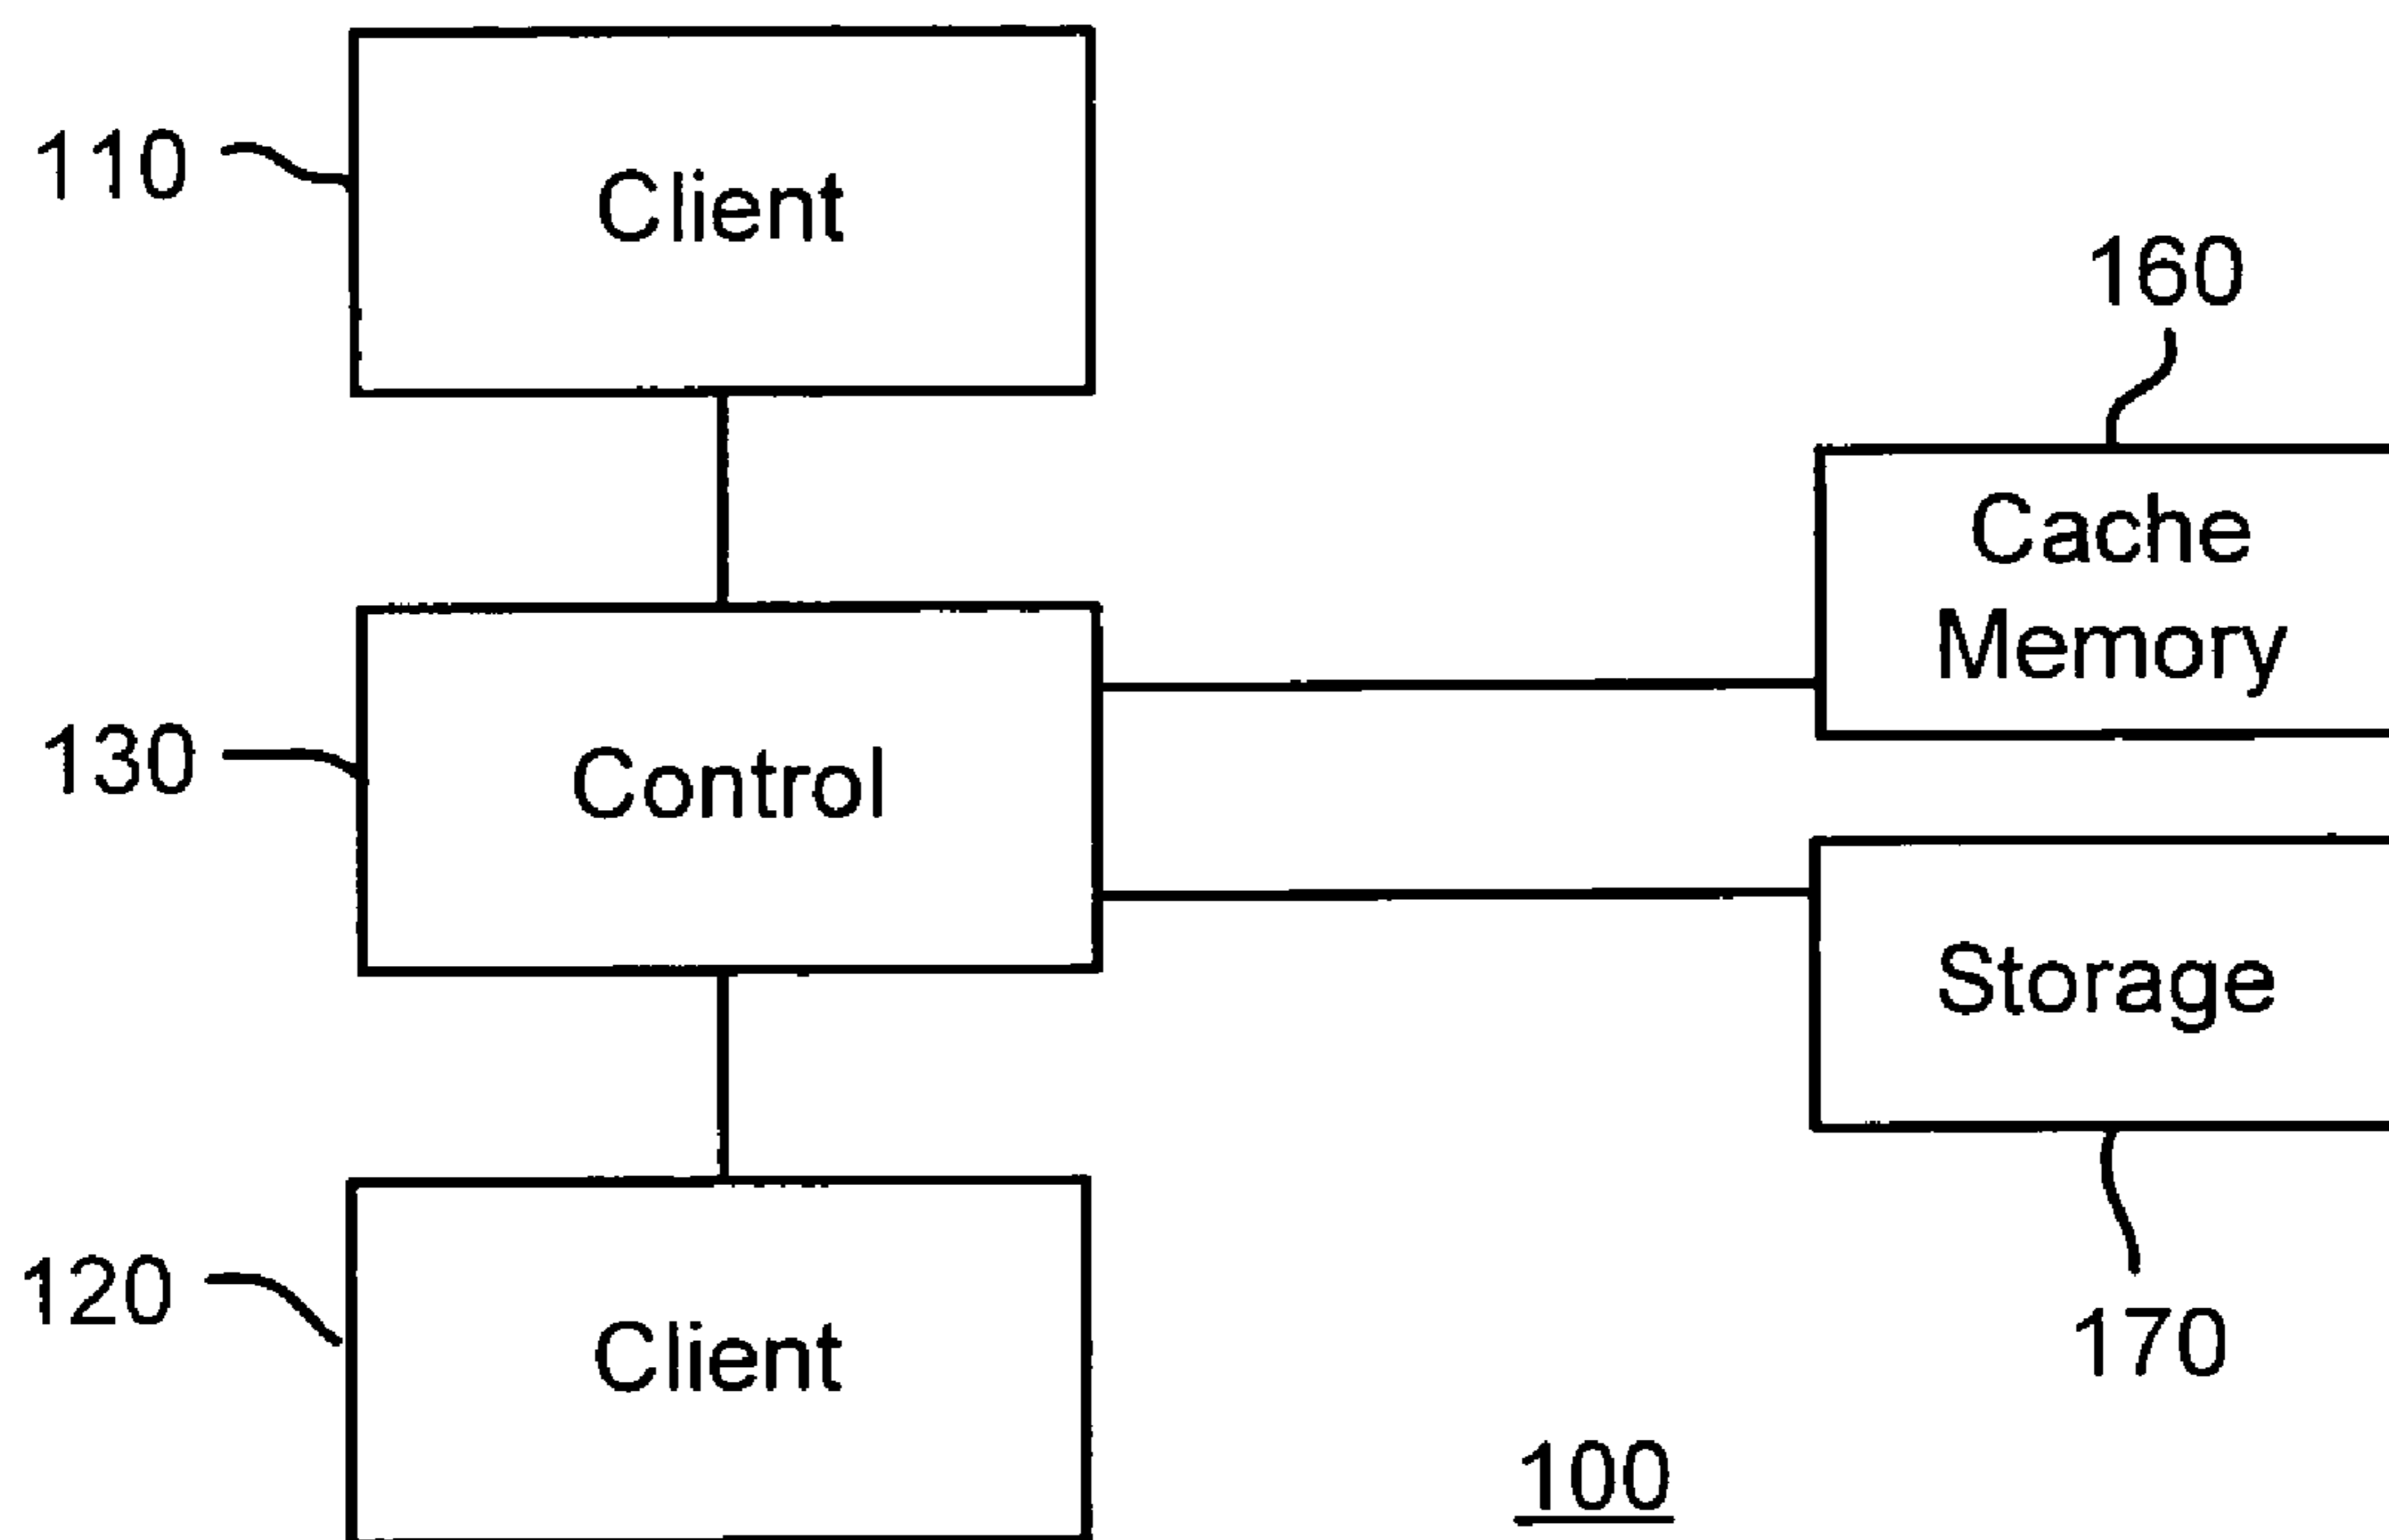 110
Client
160
Cache
Memory
130
Control
Storage
120
Client
170
100